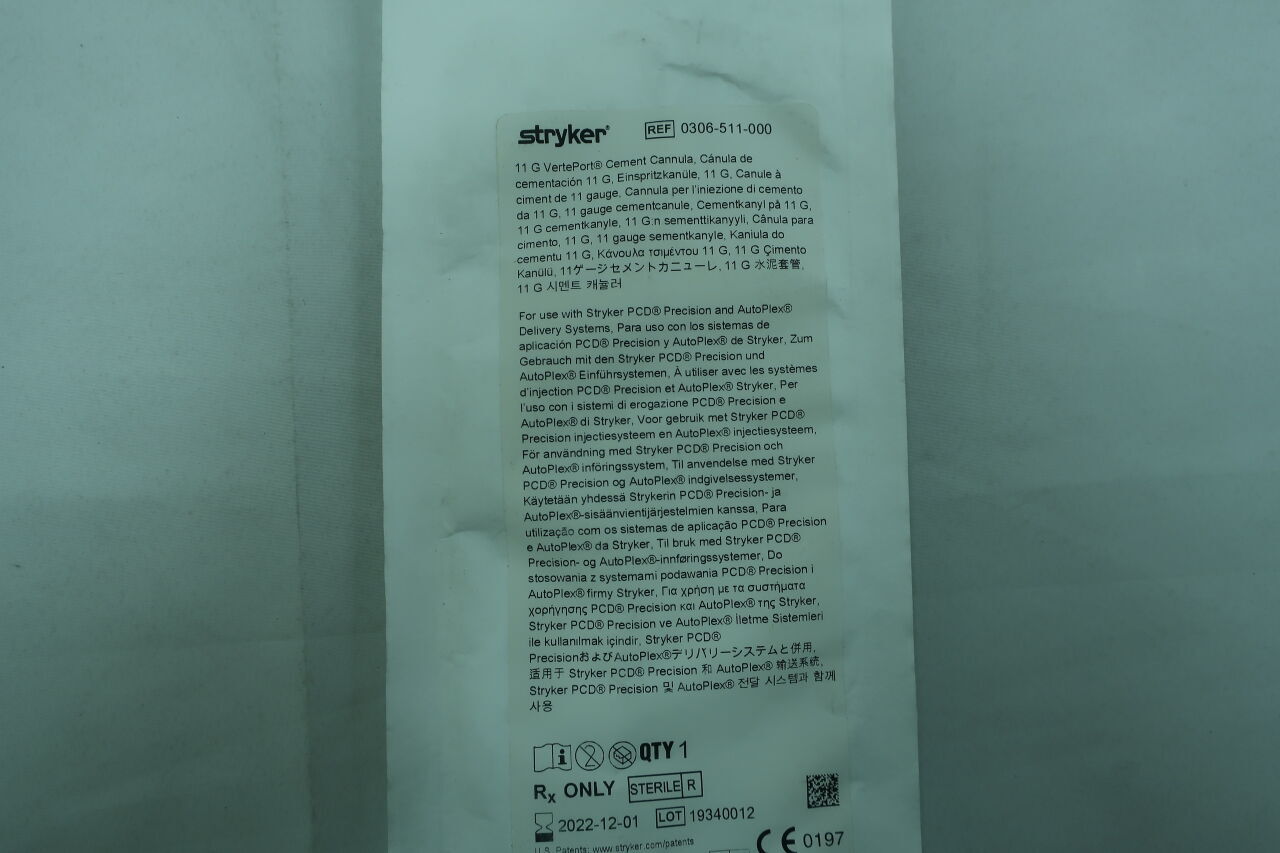 stryker® REF 0306-511-000
11 G VertePort® Cement Cannula, Cánula de
cementación 11 G, Einspritzkanüle, 11 G, Canule à
ciment de 11 gauge, Cannula per l'iniezione di cemento
da 11 G, 11 gauge cementcanule, Cementkanyl på 11 G,
11 G cementkanyle, 11 G:n sementtikanyyli, Cânula para
cimento, 11 G, 11 gauge sementkanyle, Kaniula do
cementu 11 G, Κάνουλα τσιμέντου 11 G, 11 G Çimento
Kanülü, 11ゲージセメントカニューレ, 11 G 水泥套管,
11 G 시멘트 캐뉼러
For use with Stryker PCD® Precision and AutoPlex®
Delivery Systems, Para uso con los sistemas de
aplicación PCD® Precision y AutoPlex® de Stryker, Zum
Gebrauch mit den Stryker PCD® Precision und
AutoPlex® Einführsystemen, À utiliser avec les systèmes
d'injection PCD® Precision et AutoPlex® Stryker, Per
l'uso con i sistemi di erogazione PCD® Precision e
AutoPlex® di Stryker, Voor gebruik met Stryker PCD®
Precision injectiesysteem en AutoPlex® injectiesysteem,
För användning med Stryker PCD® Precision och
AutoPlex® införingssystem, Til anvendelse med Stryker
PCD® Precision og AutoPlex® indgivelsessystemer,
Käytetään yhdessä Strykerin PCD® Precision- ja
AutoPlex®-sisäänvientijärjestelmien kanssa, Para
utilização com os sistemas de aplicação PCD® Precision
e AutoPlex® da Stryker, Til bruk med Stryker PCD®
Precision- og AutoPlex®-innføringssystemer, Do
stosowania z systemami podawania PCD® Precision i
AutoPlex® firmy Stryker, Για χρήση με τα συστήματα
χορήγησης PCD® Precision και AutoPlex® της Stryker,
Stryker PCD® Precision ve AutoPlex® İletme Sistemleri
ile kullanılmak içindir, Stryker PCD®
PrecisionおよびAutoPlex®デリバリーシステムと併用,
适用于 Stryker PCD® Precision 和 AutoPlex® 输送系统,
Stryker PCD® Precision 및 AutoPlex® 전달 시스템과 함께
사용
QTY 1
Rx ONLY STERILE R
2022-12-01 LOT 19340012
U.S. Patents: www.stryker.com/patents
CE 0197